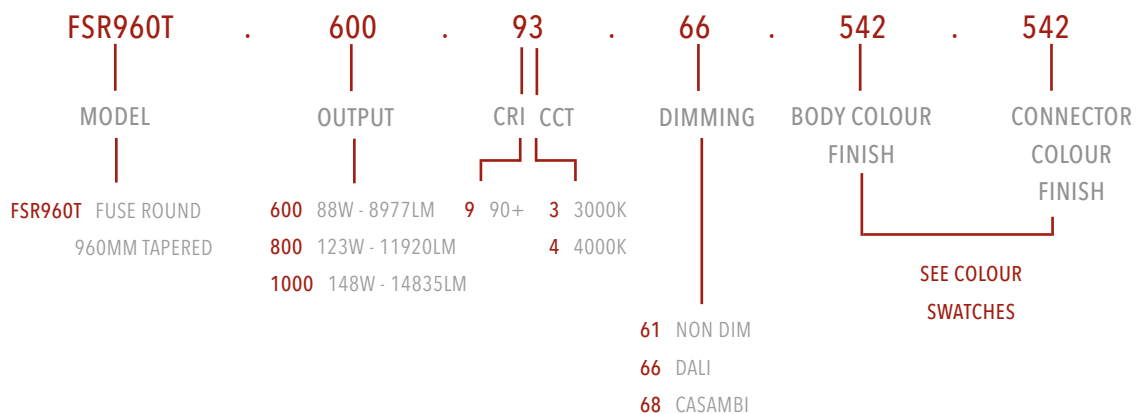 FSR960T . 600 . 93 . 66 . 542 . 542
MODEL OUTPUT CRI CCT DIMMING BODY COLOUR FINISH CONNECTOR COLOUR FINISH
FSR960T FUSE ROUND
960MM TAPERED
600 88W - 8977LM
800 123W - 11920LM
1000 148W - 14835LM
9 90+
3 3000K
4 4000K
61 NON DIM
66 DALI
68 CASAMBI
SEE COLOUR
SWATCHES